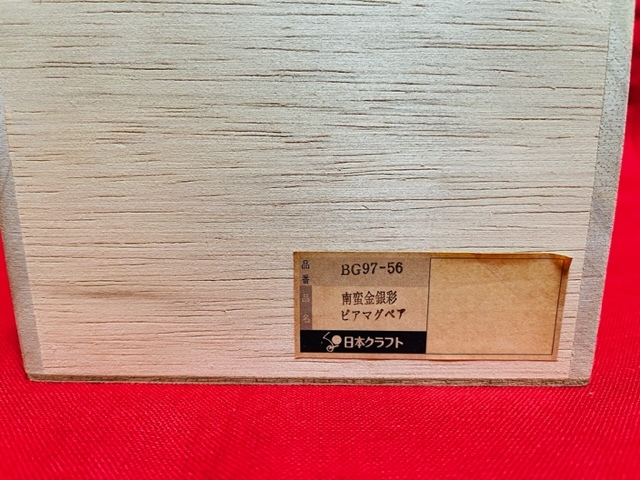 品番 BG97-56
品名 南蛮金銀彩
ビアマグペア
日本クラフト